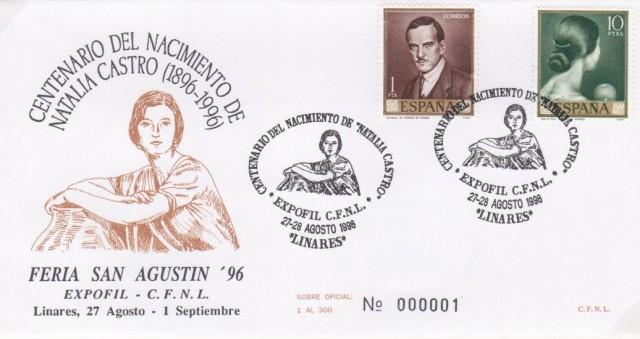 CENTENARIO DEL NACIMIENTO DE
NATALIA CASTRO (1896-1996)
CORREOS
1
PTA
ESPAÑA
10
PTAS
ESPAÑA
CENTENARIO DEL NACIMIENTO DE "NATALIA CASTRO"
* EXPOFIL C.F.N.L. *
27-28 AGOSTO 1996
"LINARES"
CENTENARIO DEL NACIMIENTO DE "NATALIA CASTRO"
* EXPOFIL C.F.N.L. *
27-28 AGOSTO 1996
"LINARES"
FERIA SAN AGUSTIN ´96
EXPOFIL - C.F.N.L.
Linares, 27 Agosto - 1 Septiembre
SOBRE OFICIAL:
1 AL 300
Nº 000001
C.F.N.L.